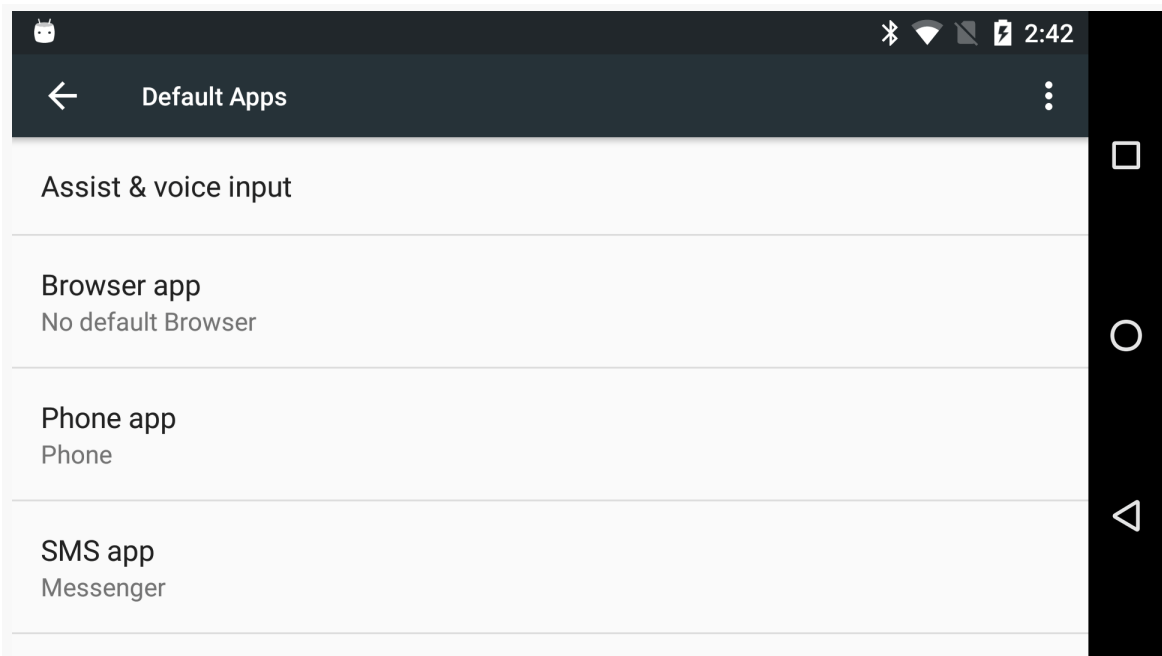 2:42
Default Apps
Assist & voice input
Browser app
No default Browser
Phone app
Phone
SMS app
Messenger